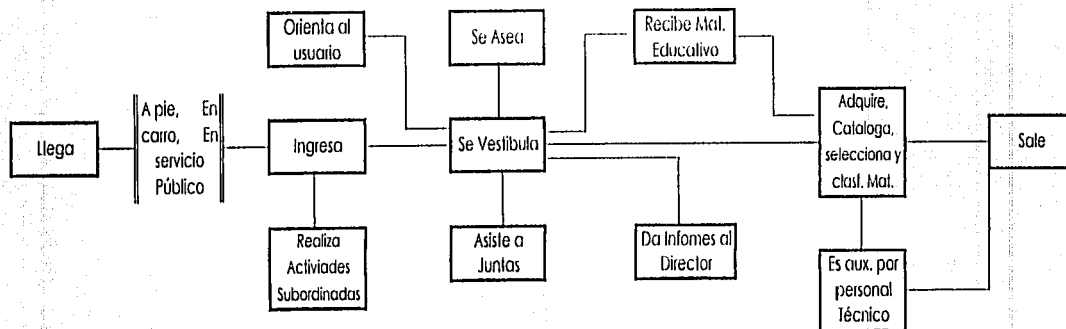 Orienta al
usuario
Se Asea
Recibe Mat.
Educativo
Llega
A pie, En
carro, En
servicio
Público
Ingresa
Se Vestibula
Adquire,
Cataloga,
selecciona y
clasf. Mat.
Sale
Realiza
Activiades
Subordinadas
Asiste a
Juntas
Da Infomes al
Director
Es aux. por
personal
Técnico